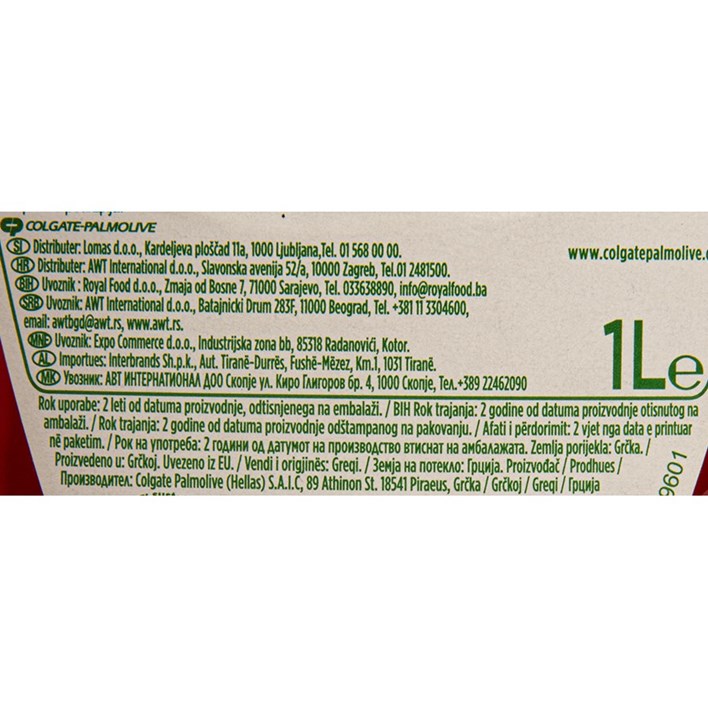 COLGATE-PALMOLIVE
www.colgatepalmolive.
SI Distributer: Lomas d.o.o., Kardeljeva ploščad 11a, 1000 Ljubljana,Tel. 01 568 00 00.
HR Distributer: AWT International d.o.o., Slavonska avenija 52/a, 10000 Zagreb, Tel.01 2481500.
BIH Uvoznik : Royal Food d.o.o., Zmaja od Bosne 7, 71000 Sarajevo, Tel. 033638890, info@royalfood.ba
SRB Uvoznik: AWT International d.o.o., Batajnicki Drum 283F, 11000 Beograd, Tel. +381 11 3304600,
email: awtbgd@awt.rs, www.awt.rs.
MNE Uvoznik: Expo Commerce d.o.o., Industrijska zona bb, 85318 Radanovići, Kotor.
AL Importues: Interbrands Sh.p.k., Aut. Tiranë-Durrës, Fushë-Mëzez, Km.1, 1031 Tiranë.
MK Увозник: АВТ ИНТЕРНАТИОНАЛ ДОО Скопје ул. Киро Глигоров бр. 4, 1000 Скопје, Тел.+389 22462090
1L e
Rok uporabe: 2 leti od datuma proizvodnje, odtisnjenega na embalaži. / BIH Rok trajanja: 2 godine od datuma proizvodnje otisnutog na
ambalaži. / Rok trajanja: 2 godine od datuma proizvodnje odštampanog na pakovanju. / Afati i përdorimit: 2 vjet nga data e printuar
në paketim. / Рок на употреба: 2 години од датумот на производство втиснат на амбалажата. Zemlja porijekla: Grčka. /
Proizvedeno u: Grčkoj. Uvezeno iz EU. / Vendi i origjinës: Greqi. / Земја на потекло: Грција. Proizvođač / Prodhues /
Производител: Colgate Palmolive (Hellas) S.A.I.C, 89 Athinon St. 18541 Piraeus, Grčka / Grčkoj / Greqi / Грција
9601